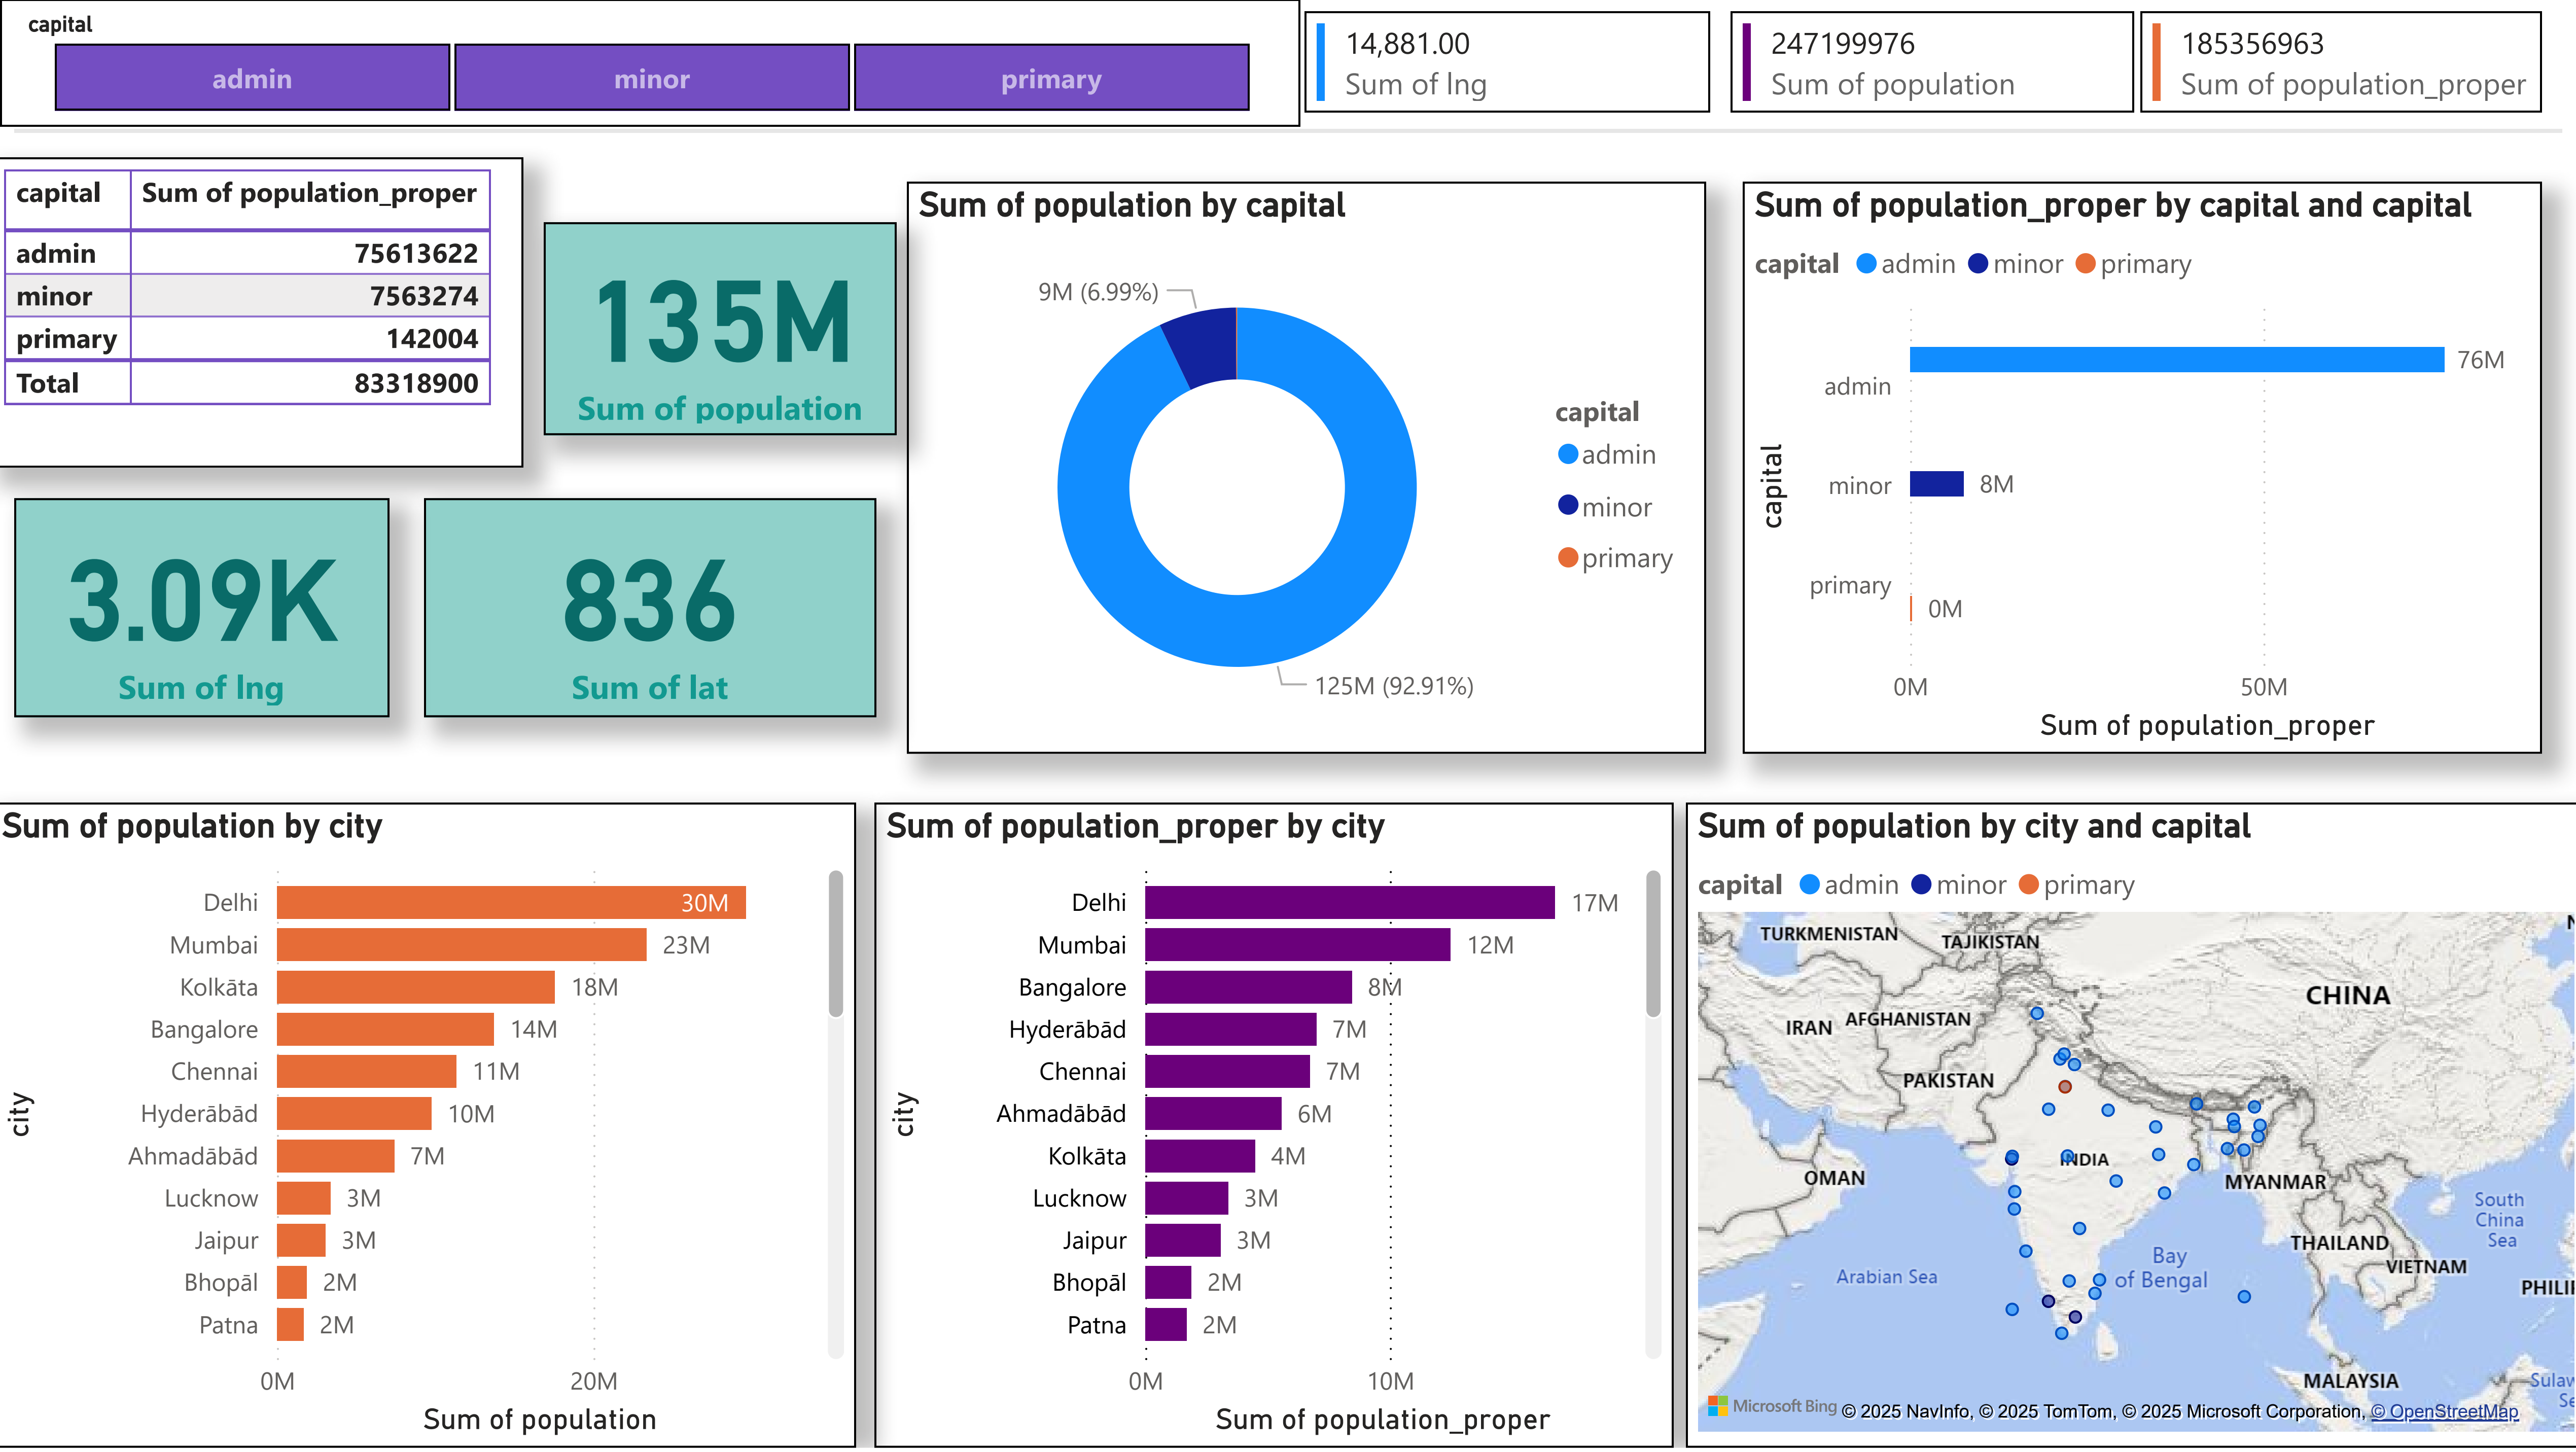 capital
admin minor primary
14,881.00
Sum of lng
247199976
Sum of population
185356963
Sum of population_proper
capital Sum of population_proper
admin 75613622
minor 7563274
primary 142004
Total 83318900
135M
Sum of population
3.09K
Sum of lng
836
Sum of lat
Sum of population by capital
9M (6.99%)
125M (92.91%)
capital
admin
minor
primary
Sum of population_proper by capital and capital
capital admin minor primary
capital
admin 76M
minor 8M
primary 0M
0M 50M
Sum of population_proper
Sum of population by city
city
Delhi 30M
Mumbai 23M
Kolkāta 18M
Bangalore 14M
Chennai 11M
Hyderābād 10M
Ahmadābād 7M
Lucknow 3M
Jaipur 3M
Bhopāl 2M
Patna 2M
0M 20M
Sum of population
Sum of population_proper by city
city
Delhi 17M
Mumbai 12M
Bangalore 8M
Hyderābād 7M
Chennai 7M
Ahmadābād 6M
Kolkāta 4M
Lucknow 3M
Jaipur 3M
Bhopāl 2M
Patna 2M
0M 10M
Sum of population_proper
Sum of population by city and capital
capital admin minor primary
TURKMENISTAN
TAJIKISTAN
CHINA
IRAN
AFGHANISTAN
PAKISTAN
INDIA
OMAN
MYANMAR
South
China
Sea
THAILAND
VIETNAM
Arabian Sea
Bay
of Bengal
PHILI
MALAYSIA
Sulaw
Se
Microsoft Bing © 2025 NavInfo, © 2025 TomTom, © 2025 Microsoft Corporation, © OpenStreetMap